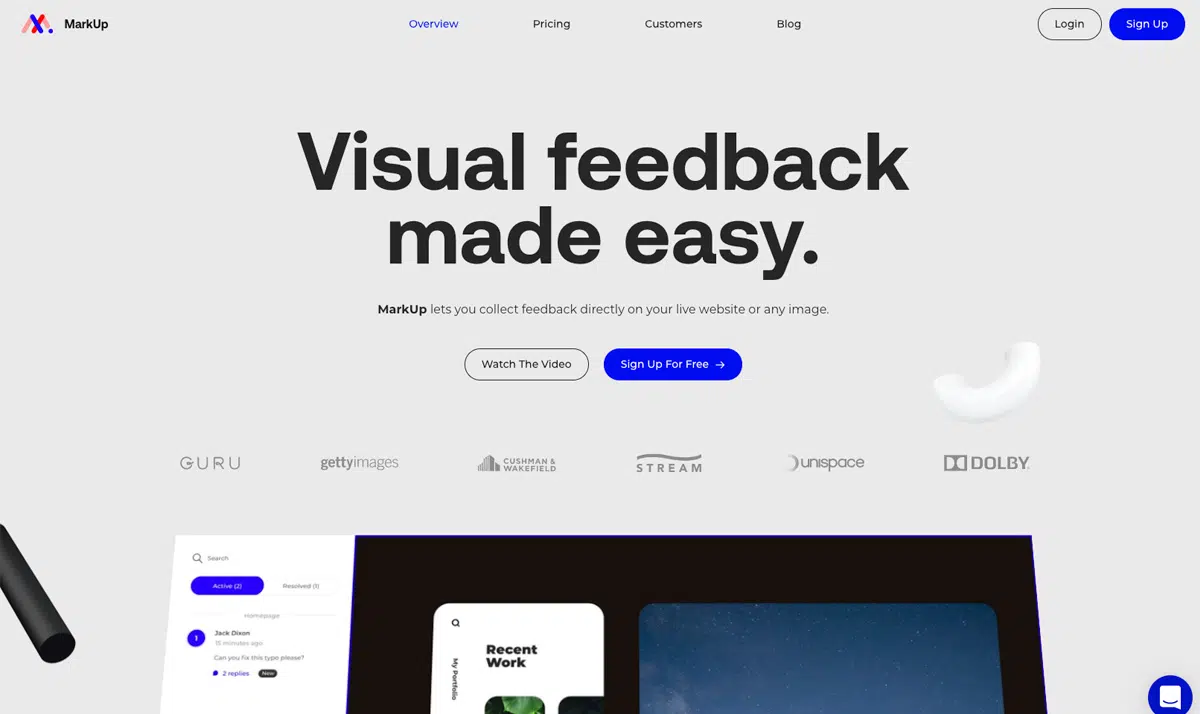 MarkUp
Overview
Pricing
Customers
Blog
Login
Sign Up
Visual feedback
made easy.
MarkUp lets you collect feedback directly on your live website or any image.
Watch The Video
Sign Up For Free →
GURU
gettyimages
CUSHMAN &
WAKEFIELD
STREAM
unispace
DOLBY
Search
Active (2)
Resolved (1)
Homepage
1
Jack Dixon
15 minutes ago
Can you fix this typo please?
2 replies
New
My Portfolio
Recent
Work